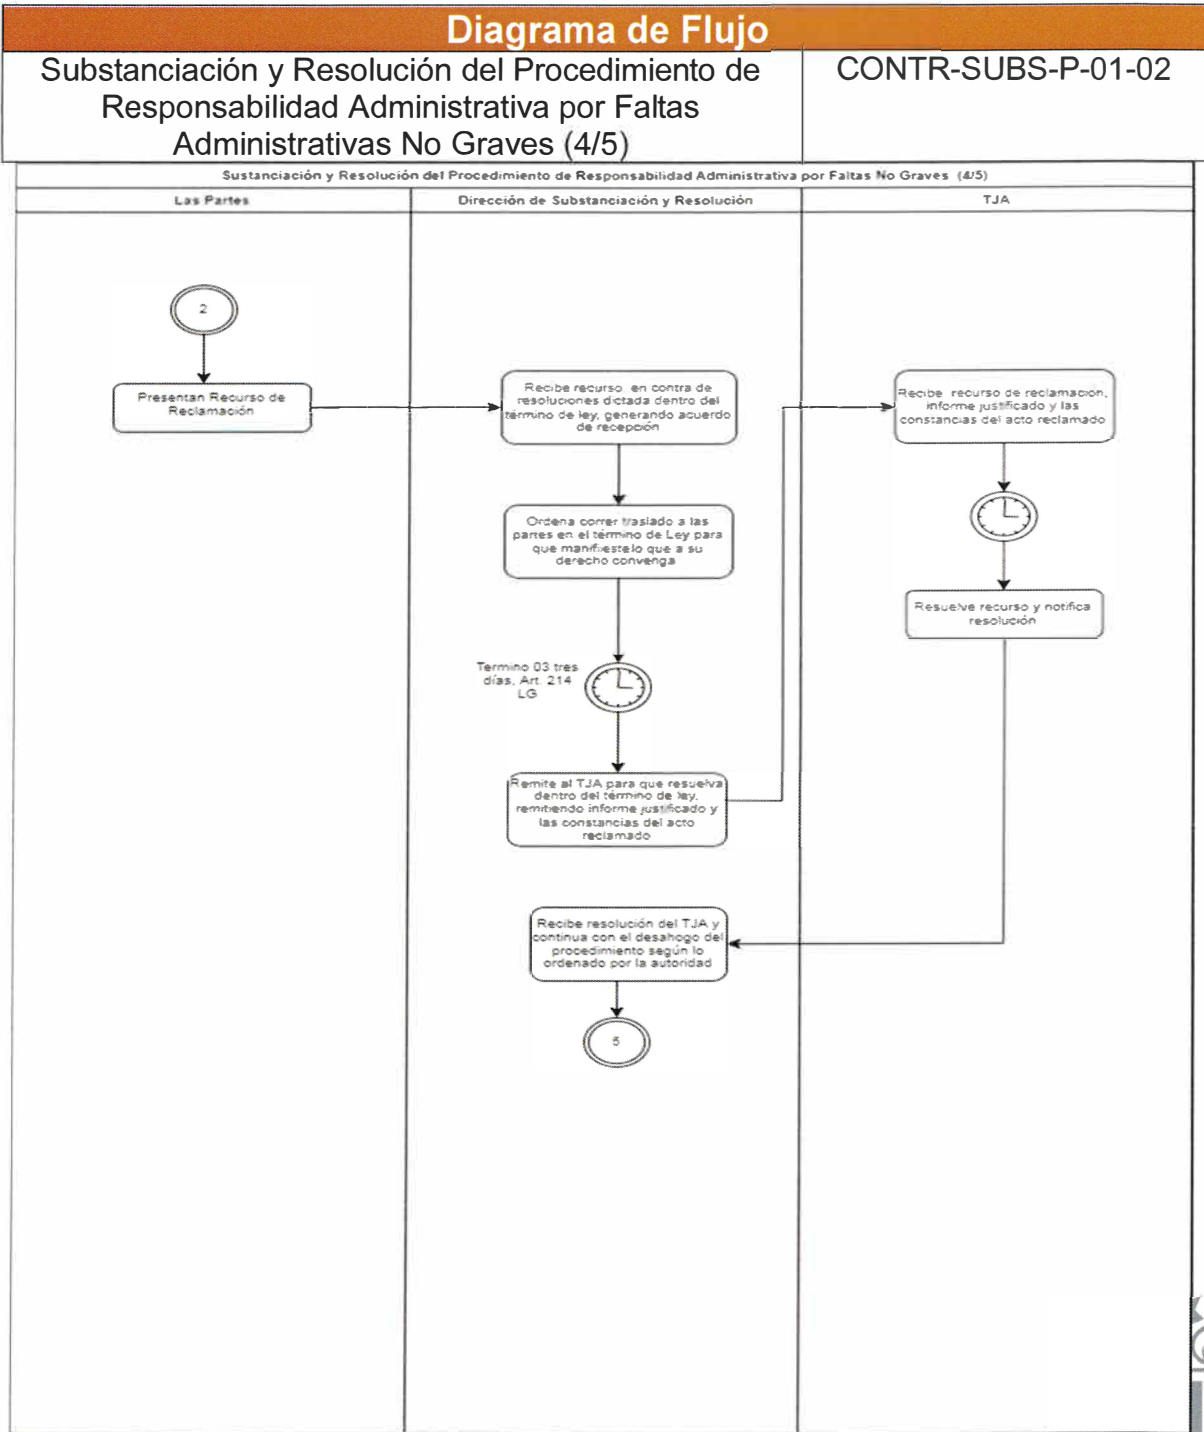 Diagrama de Flujo
Substanciación y Resolución del Procedimiento de
Responsabilidad Administrativa por Faltas
Administrativas No Graves (4/5)
CONTR-SUBS-P-01-02
Sustanciación y Resolución del Procedimiento de Responsabilidad Administrativa por Faltas No Graves (4/5)
Las Partes
Dirección de Substanciación y Resolución
TJA
2
Presentan Recurso de
Reclamación
Recibe recurso, en contra de
resoluciones dictada dentro del
término de ley, generando acuerdo
de recepción
Ordena correr traslado a las
partes en el término de Ley para
que manifiestelo que a su
derecho convenga
Termino 03 tres
días, Art. 214
LG
Remite al TJA para que resuelva
dentro del término de ley,
remitiendo informe justificado y
las constancias del acto
reclamado
Recibe recurso de reclamación,
informe justificado y las
constancias del acto reclamado
Resuelve recurso y notifica
resolución
Recibe resolución del TJA y
continua con el desahogo del
procedimiento según lo
ordenado por la autoridad
5